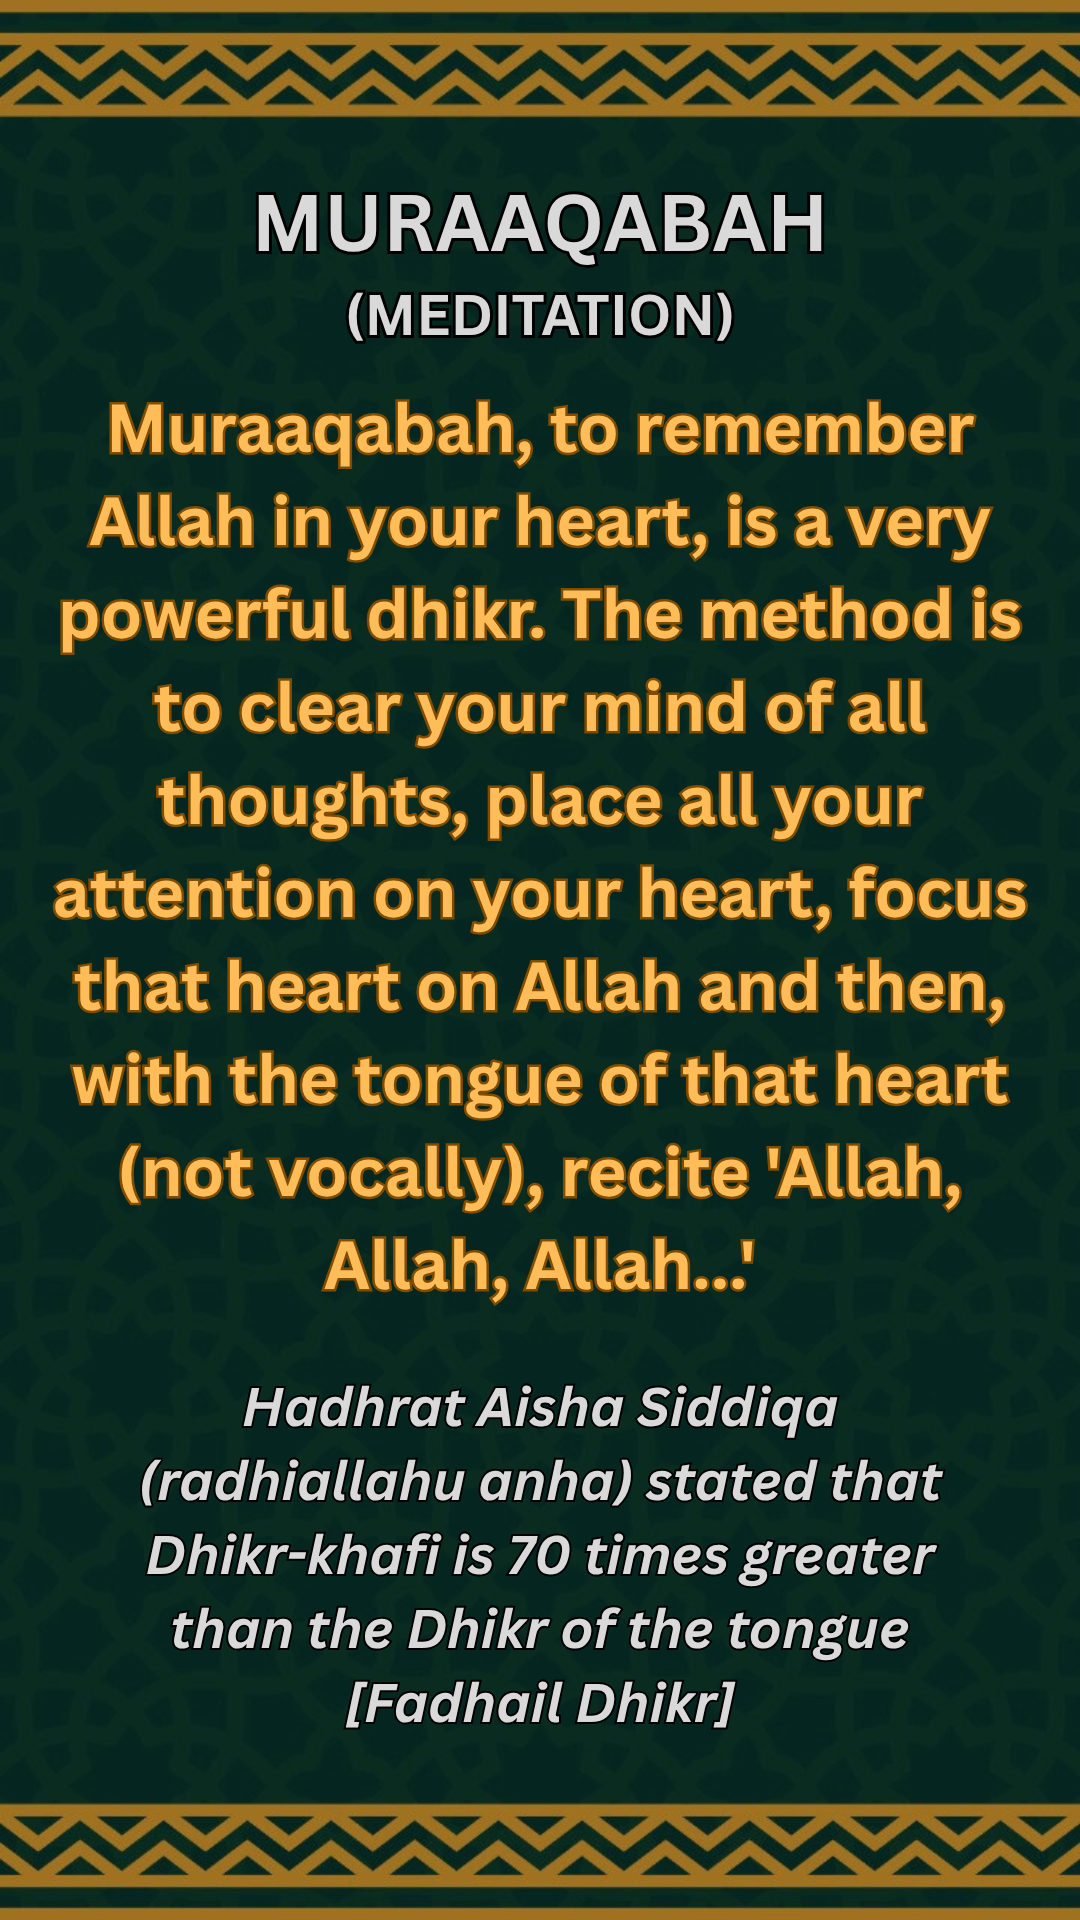 MURAAQABAH
(MEDITATION)
Muraaqabah, to remember
Allah in your heart, is a very
powerful dhikr. The method is
to clear your mind of all
thoughts, place all your
attention on your heart, focus
that heart on Allah and then,
with the tongue of that heart
(not vocally), recite 'Allah,
Allah, Allah...'
Hadhrat Aisha Siddiqa
(radhiallahu anha) stated that
Dhikr-khafi is 70 times greater
than the Dhikr of the tongue
[Fadhail Dhikr]